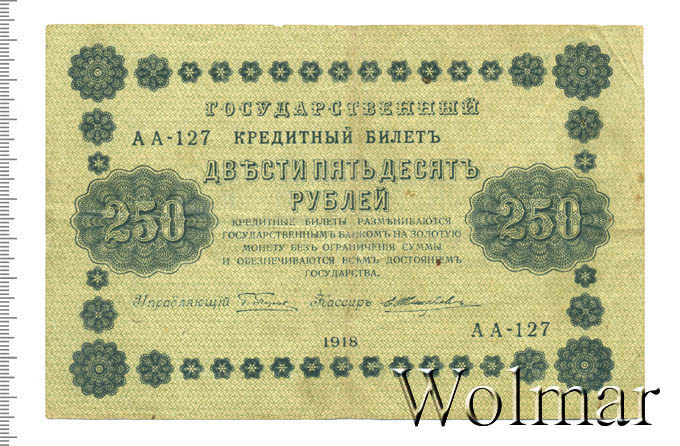 ГОСУДАРСТВЕННЫЙ
АА-127 КРЕДИТНЫЙ БИЛЕТЪ
ДВѢСТИ ПЯТЬДЕСЯТЪ
РУБЛЕЙ
250
250
КРЕДИТНЫЕ БИЛЕТЫ РАЗМѢНИВАЮТСЯ
ГОСУДАРСТВЕННЫМЪ БАНКОМЪ НА ЗОЛОТУЮ
МОНЕТУ БЕЗЪ ОГРАНИЧЕНІЯ СУММЫ
И ОБЕЗПЕЧИВАЮТСЯ ВСѢМЪ ДОСТОЯНІЕМЪ
ГОСУДАРСТВА.
Управляющій Кассиръ
АА-127
1918
Wolmar